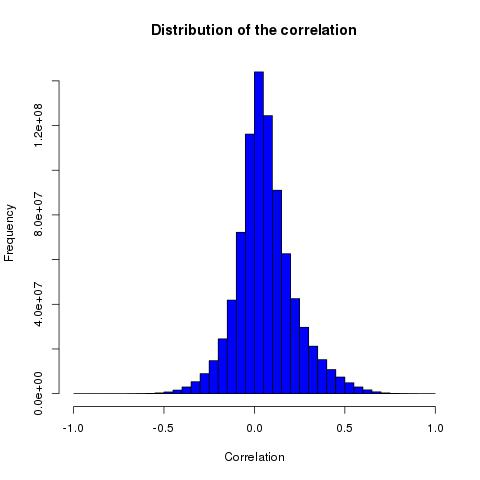 Distribution of the correlation
Frequency
1.2e+08
8.0e+07
4.0e+07
0.0e+00
-1.0 -0.5 0.0 0.5 1.0
Correlation